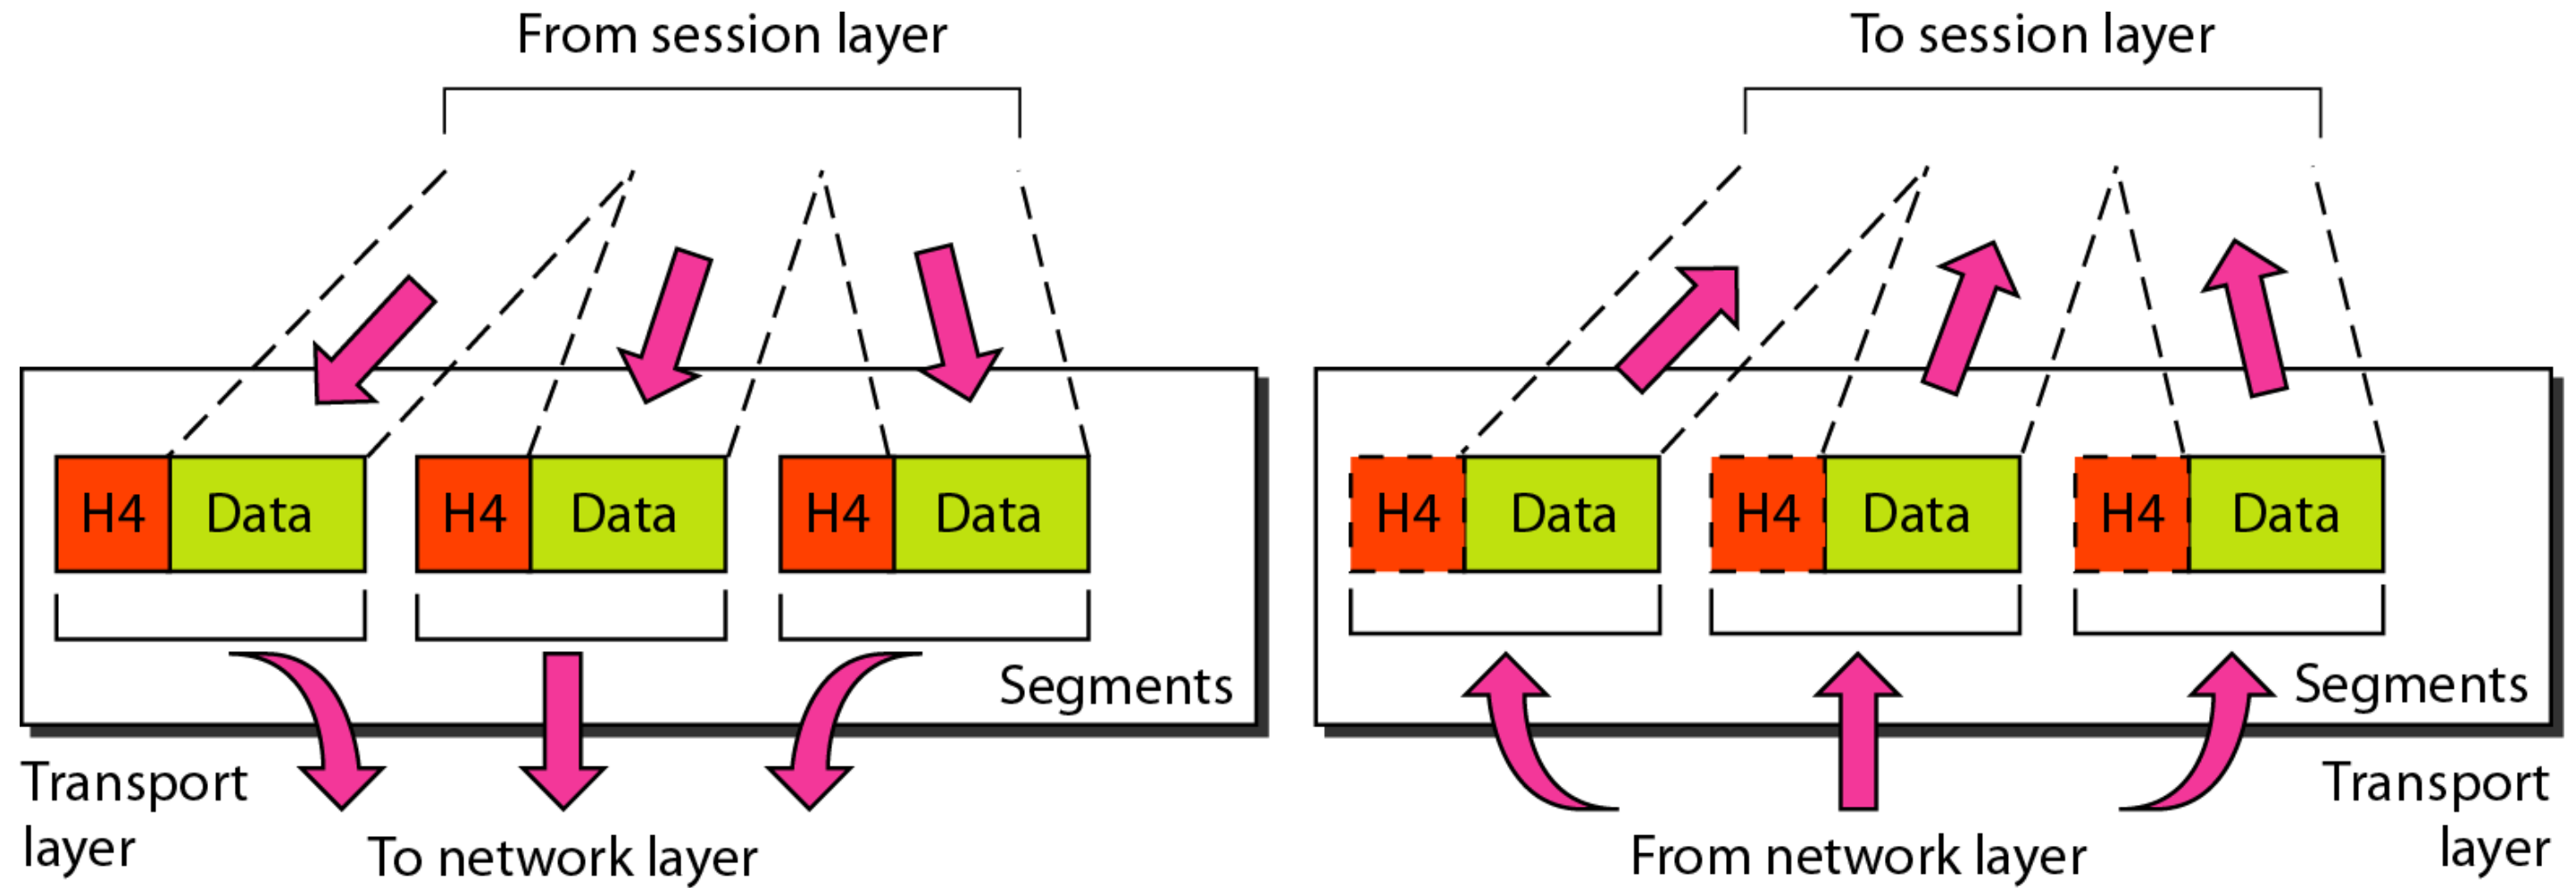 From session layer
H4 Data H4 Data H4 Data
Segments
Transport
layer
To network layer
To session layer
H4 Data H4 Data H4 Data
Segments
From network layer
Transport
layer